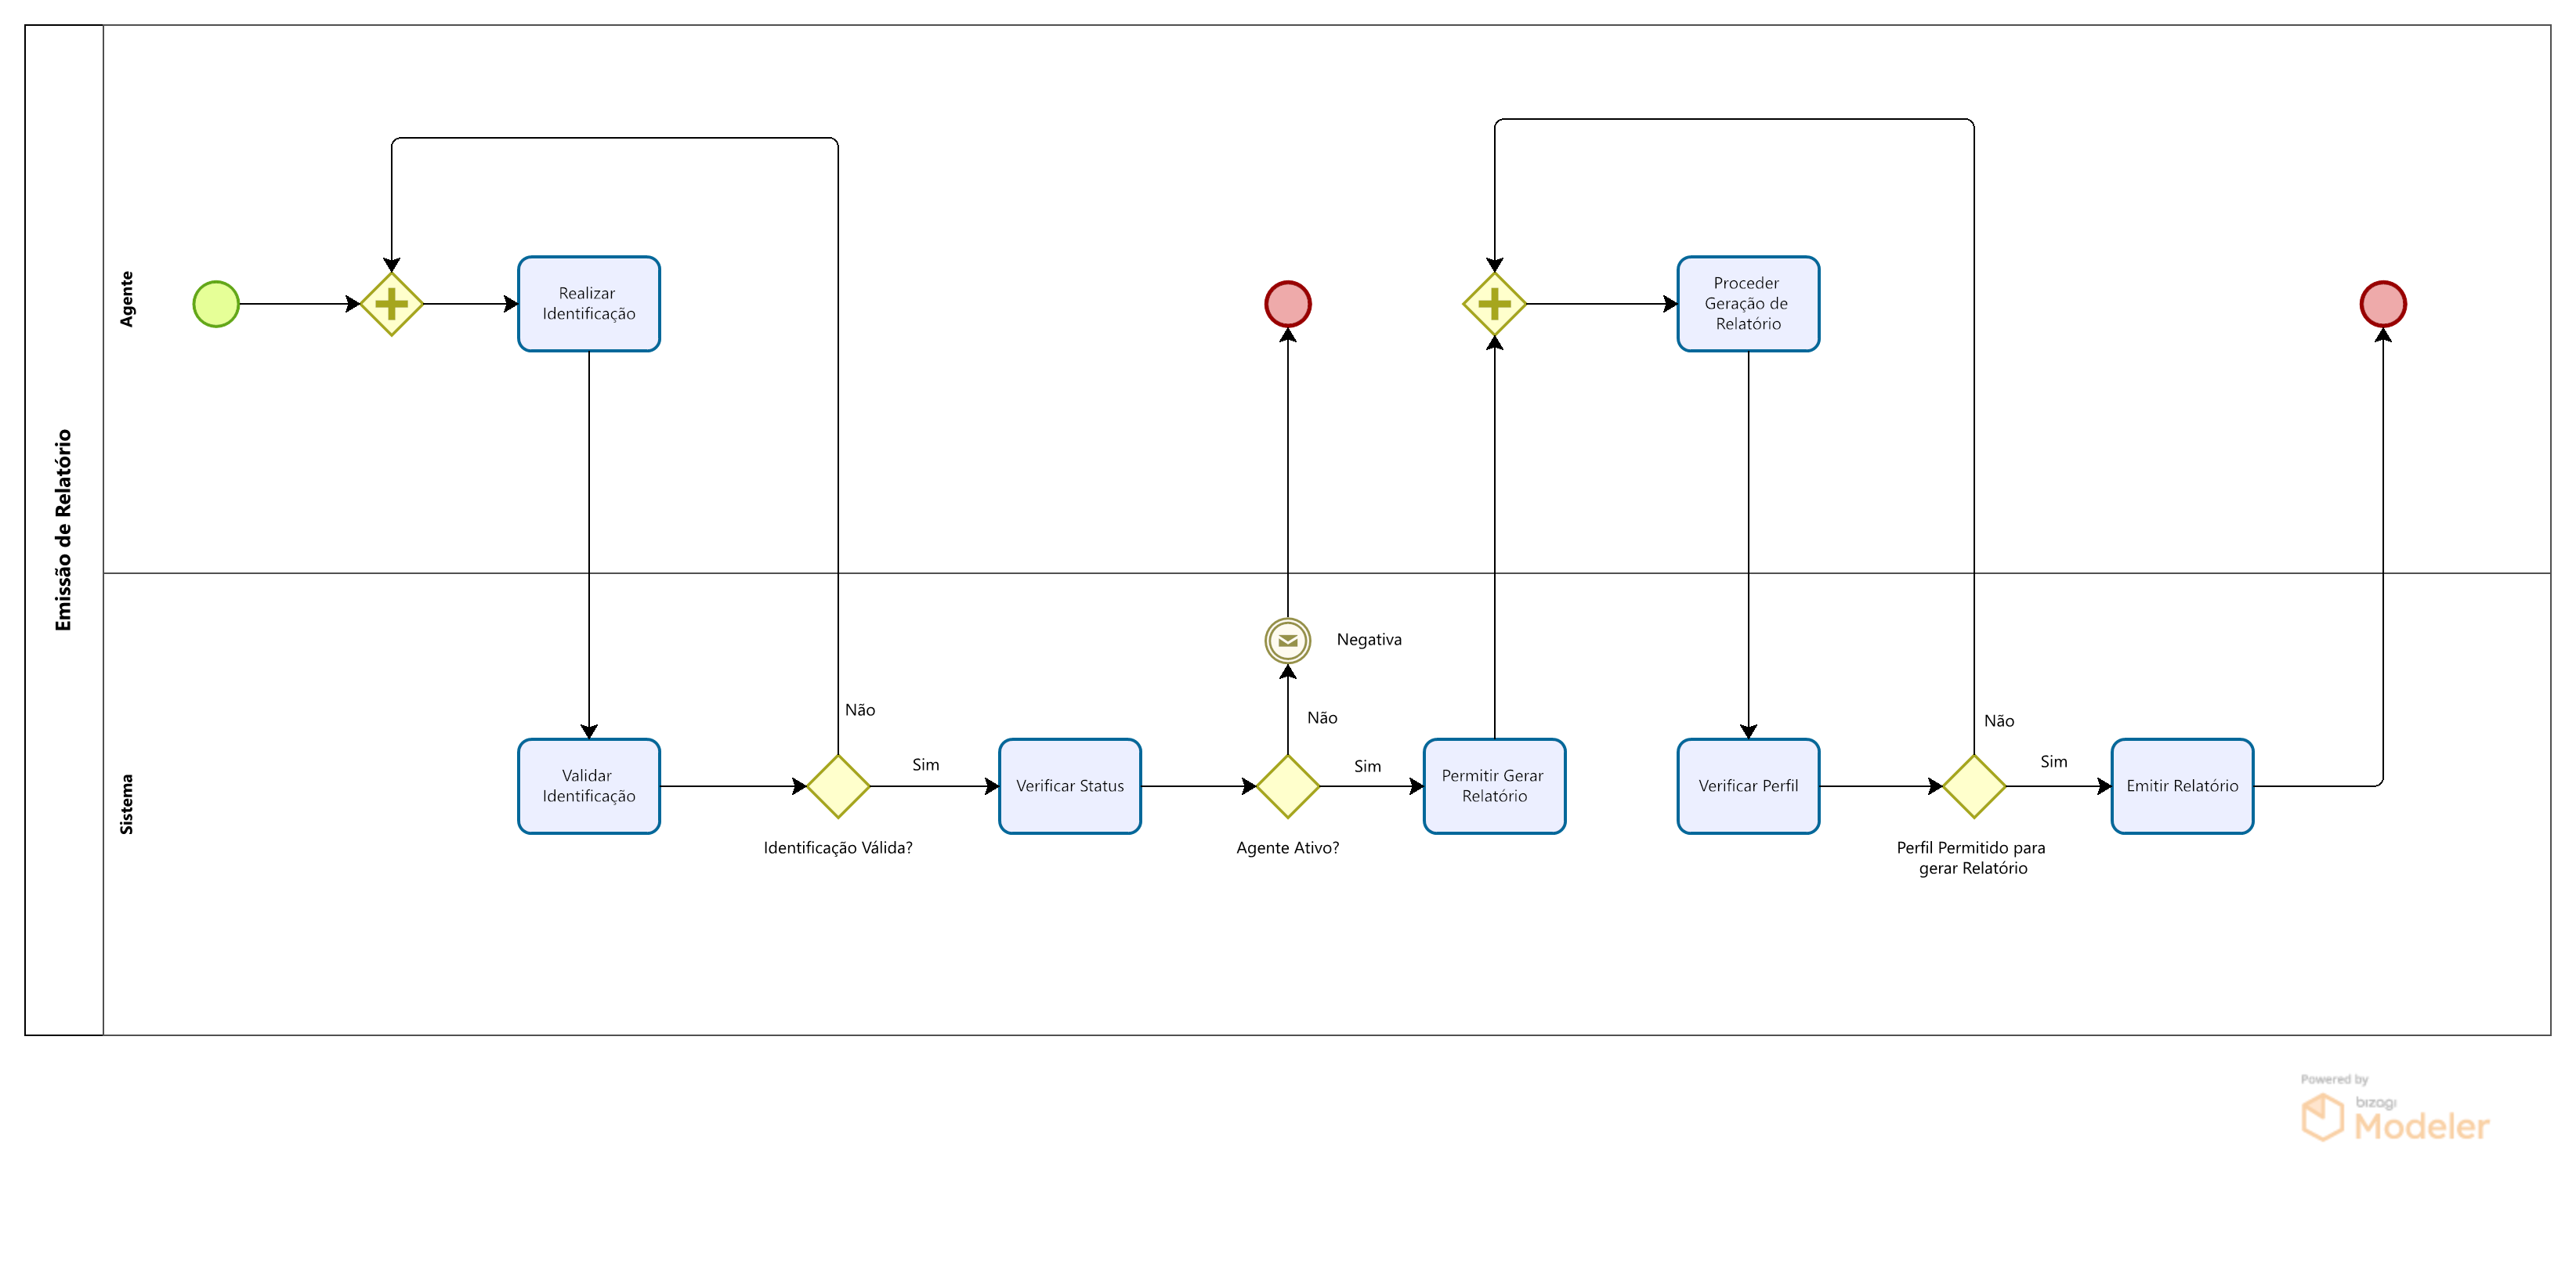 Emissão de Relatório
Agente
Realizar
Identificação
Proceder
Geração de
Relatório
Sistema
Negativa
Não
Não
Não
Validar
Identificação
Sim
Verificar Status
Sim
Permitir Gerar
Relatório
Verificar Perfil
Sim
Emitir Relatório
Identificação Válida?
Agente Ativo?
Perfil Permitido para
gerar Relatório
Powered by
bizagi
Modeler